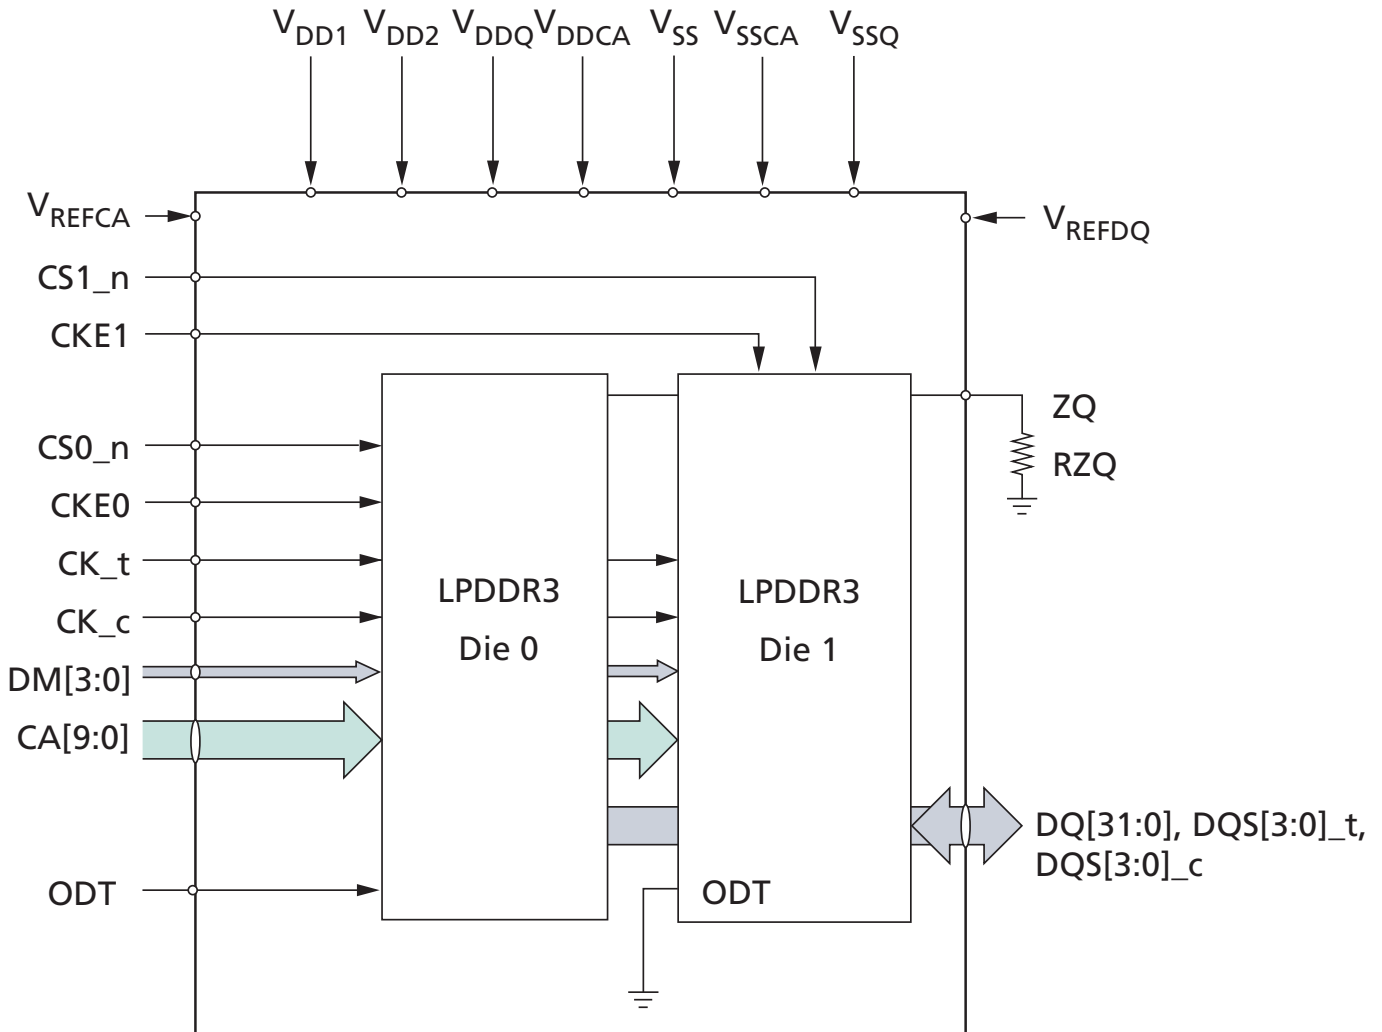 VDD1 VDD2 VDDQ VDDCA VSS VSSCA VSSQ
VREFCA
VREFDQ
CS1_n
CKE1
ZQ
CS0_n
RZQ
CKE0
CK_t
CK_c
LPDDR3
Die 0
LPDDR3
Die 1
DM[3:0]
CA[9:0]
DQ[31:0], DQS[3:0]_t,
DQS[3:0]_c
ODT
ODT